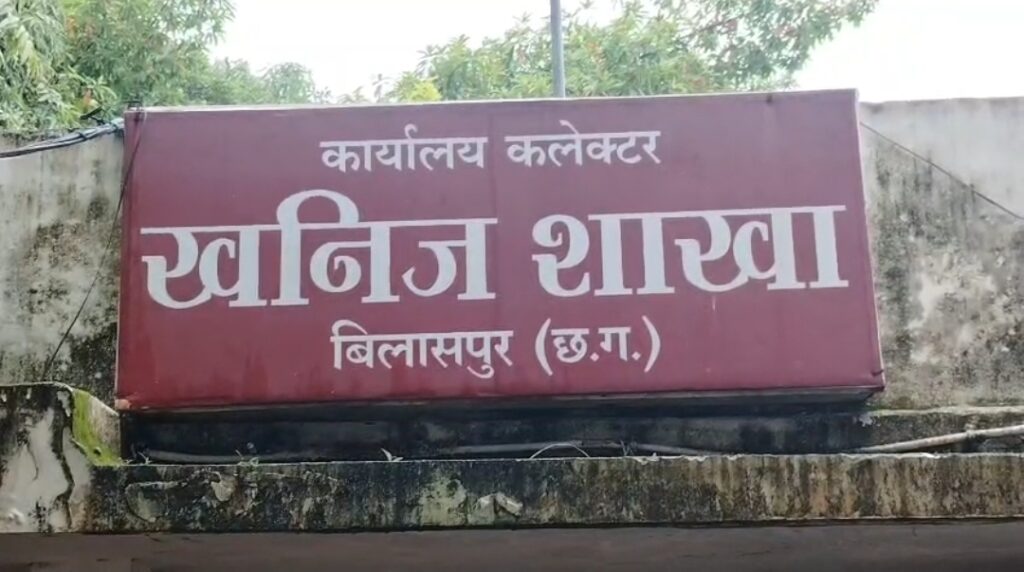 कार्यालय कलेक्टर
खनिज शाखा
बिलासपुर (छ.ग.)